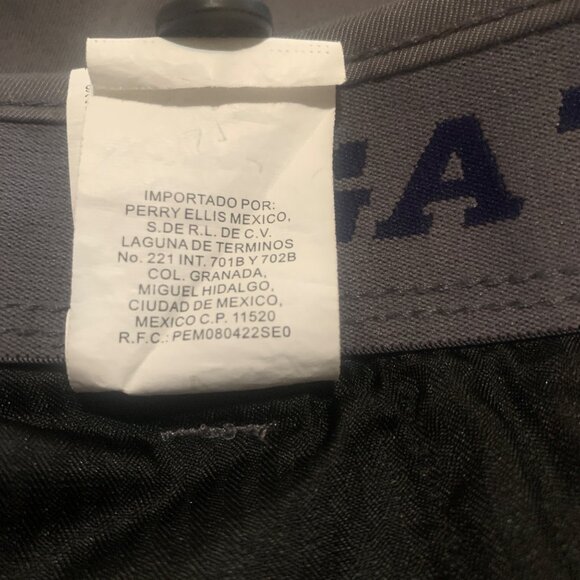 IMPORTADO POR:
PERRY ELLIS MEXICO,
S.DE R.L. DE C.V.
LAGUNA DE TERMINOS
No. 221 INT. 701B Y 702B
COL. GRANADA,
MIGUEL HIDALGO,
CIUDAD DE MEXICO,
MEXICO C.P. 11520
R.F.C.: PEM080422SE0
GA